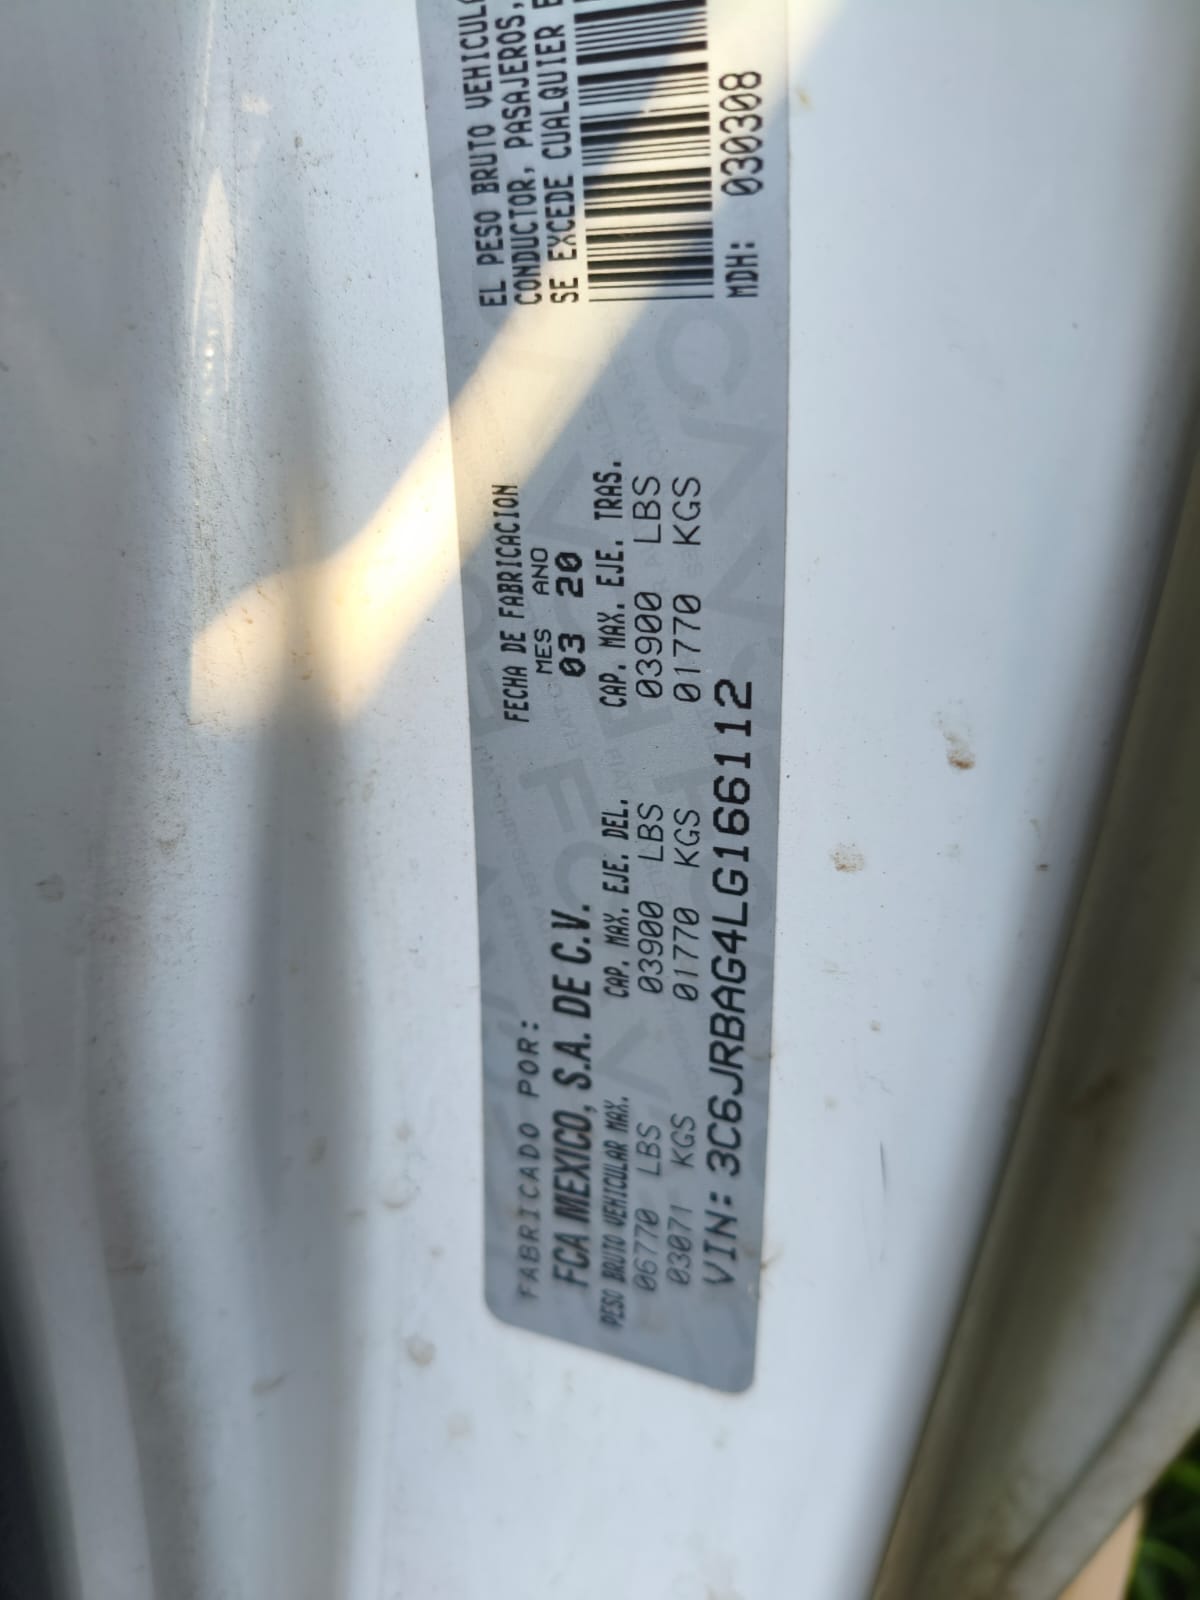 FABRICADO POR:
FCA MEXICO, S.A. DE C.V.
FECHA DE FABRICACION
MES ANO
03 20
PESO BRUTO VEHICULAR MAX.
06770 LBS
03071 KGS
CAP. MAX. EJE. DEL.
03900 LBS
01770 KGS
CAP. MAX. EJE. TRAS.
03900 LBS
01770 KGS
VIN: 3C6JRBAG4LG166112
EL PESO BRUTO VEHICUL
CONDUCTOR, PASAJEROS,
SE EXCEDE CUALQUIER E
MDH: 030308